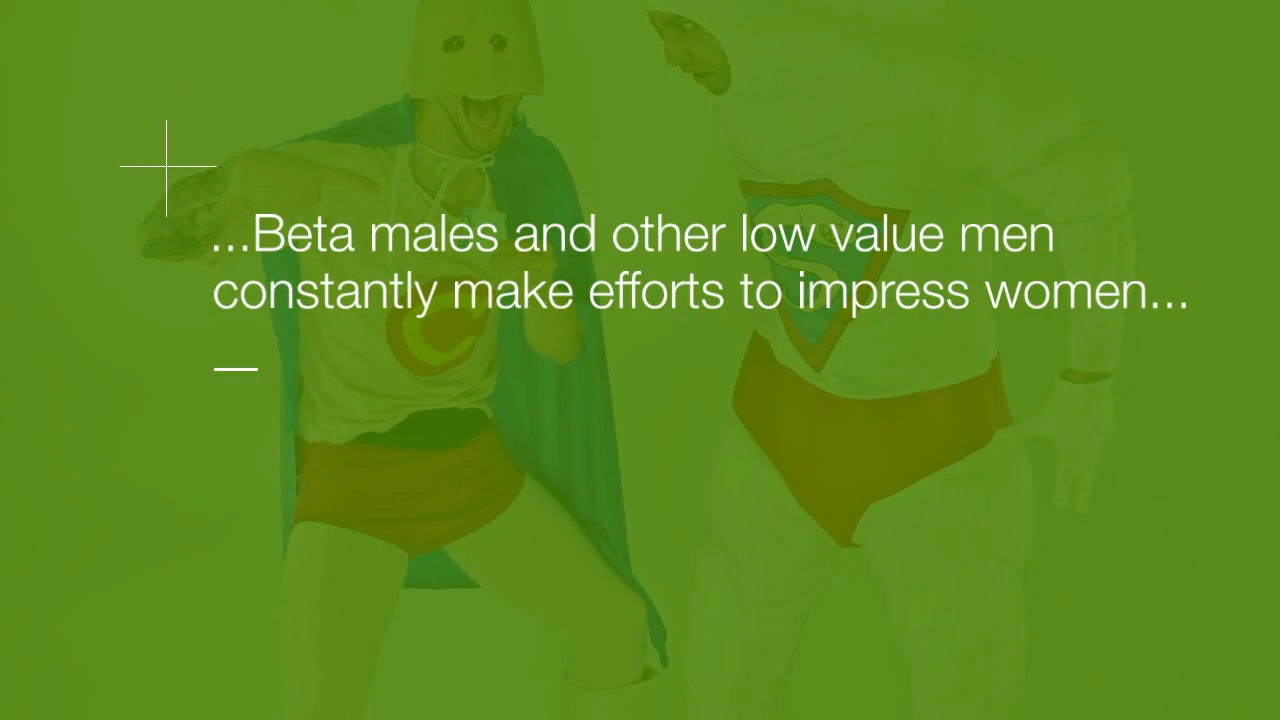 ...Beta males and other low value men
constantly make efforts to impress women...
C
S